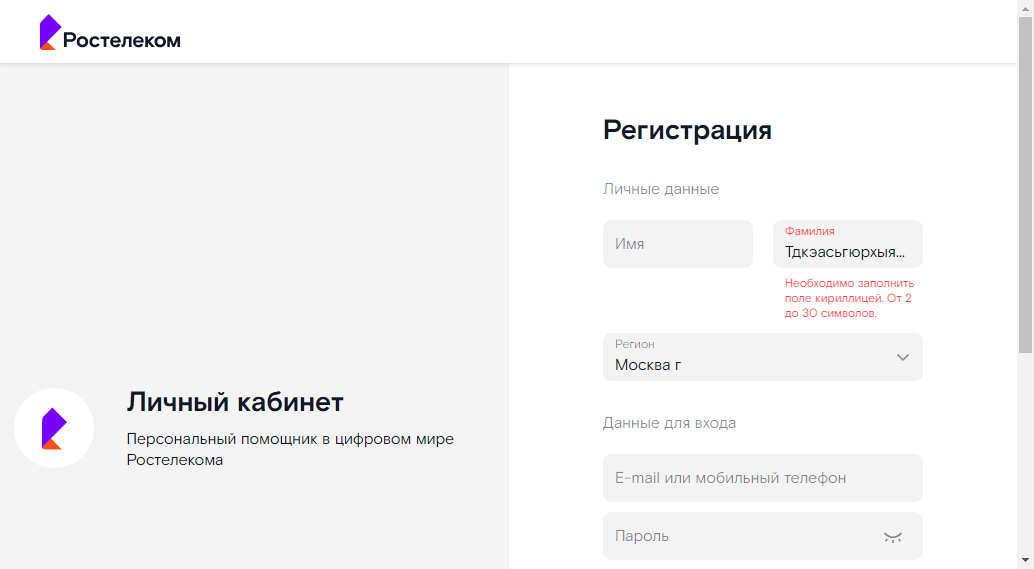 Ростелеком
Регистрация
Личные данные
Имя
Фамилия
Тдкэасьгюрхыя...
Необходимо заполнить
поле кириллицей. От 2
до 30 символов.
Регион
Москва г
Личный кабинет
Персональный помощник в цифровом мире
Ростелекома
Данные для входа
E-mail или мобильный телефон
Пароль